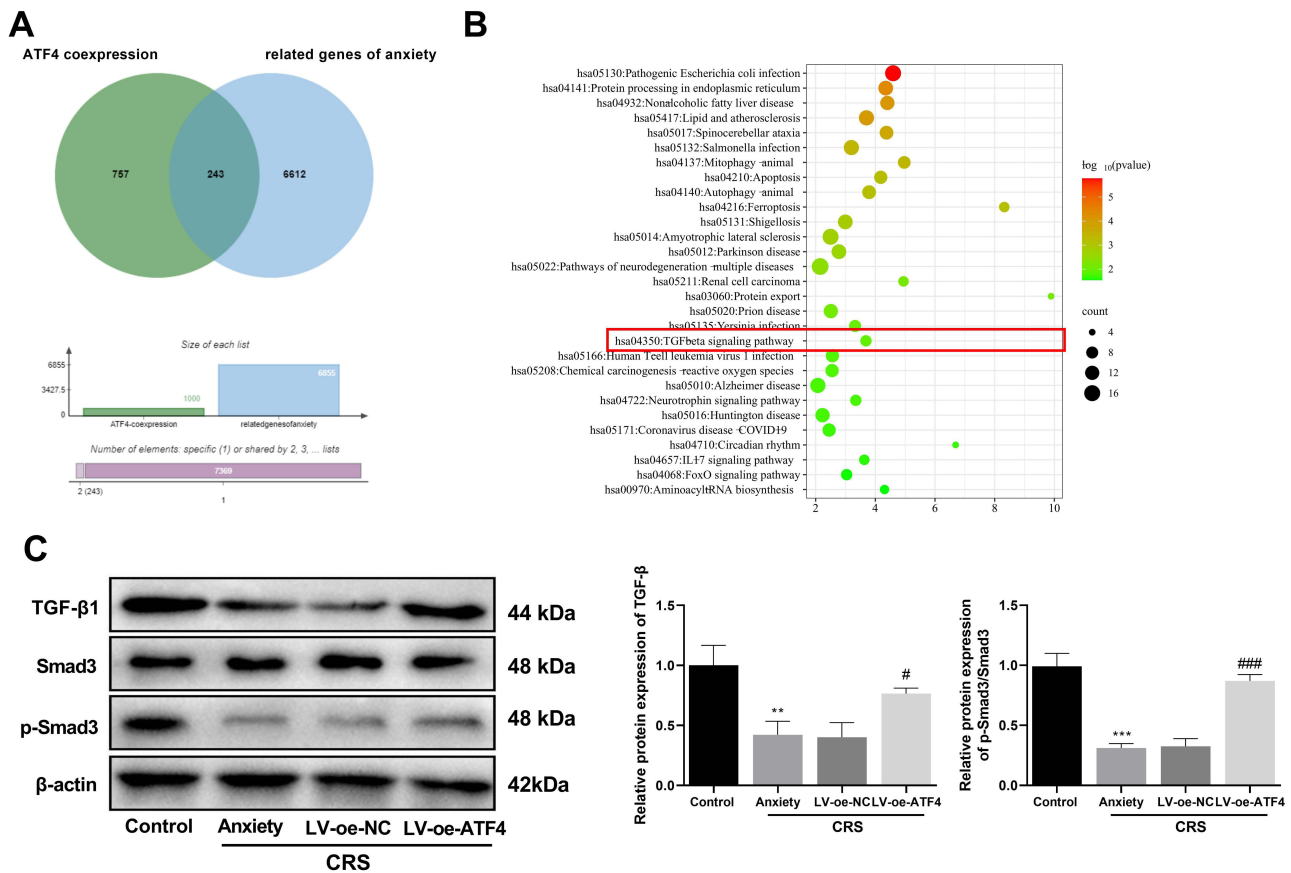 A
ATF4 coexpression
related genes of anxiety
757
243
6612
Size of each list
6855
3427.5
0
1000
6855
ATF4-coexpression
relatedgenesofanxiety
Number of elements: specific (1) or shared by 2, 3, ... lists
7369
2 (243)
1
B
hsa05130:Pathogenic Escherichia coli infection
hsa04141:Protein processing in endoplasmic reticulum
hsa04932:Nonalcoholic fatty liver disease
hsa05417:Lipid and atherosclerosis
hsa05017:Spinocerebellar ataxia
hsa05132:Salmonella infection
hsa04137:Mitophagy -animal
hsa04210:Apoptosis
hsa04140:Autophagy -animal
hsa04216:Ferroptosis
hsa05131:Shigellosis
hsa05014:Amyotrophic lateral sclerosis
hsa05012:Parkinson disease
hsa05022:Pathways of neurodegeneration -multiple diseases
hsa05211:Renal cell carcinoma
hsa03060:Protein export
hsa05020:Prion disease
hsa05135:Yersinia infection
hsa04350:TGFbeta signaling pathway
hsa05166:Human Tcell leukemia virus 1 infection
hsa05208:Chemical carcinogenesis -reactive oxygen species
hsa05010:Alzheimer disease
hsa04722:Neurotrophin signaling pathway
hsa05016:Huntington disease
hsa05171:Coronavirus disease -COVID-19
hsa04710:Circadian rhythm
hsa04657:IL-17 signaling pathway
hsa04068:FoxO signaling pathway
hsa00970:Aminoacyl-tRNA biosynthesis
2 4 6 8 10
-log 10(pvalue)
5
4
3
2
count
4
8
12
16
C
TGF-β1
44 kDa
Smad3
48 kDa
p-Smad3
48 kDa
β-actin
42kDa
Control Anxiety LV-oe-NC LV-oe-ATF4
CRS
Relative protein expression of TGF-β
1.5
1.0
0.5
0.0
**
#
Control Anxiety LV-oe-NC LV-oe-ATF4
CRS
Relative protein expression
of p-Smad3/Smad3
1.5
1.0
0.5
0.0
***
###
Control Anxiety LV-oe-NC LV-oe-ATF4
CRS